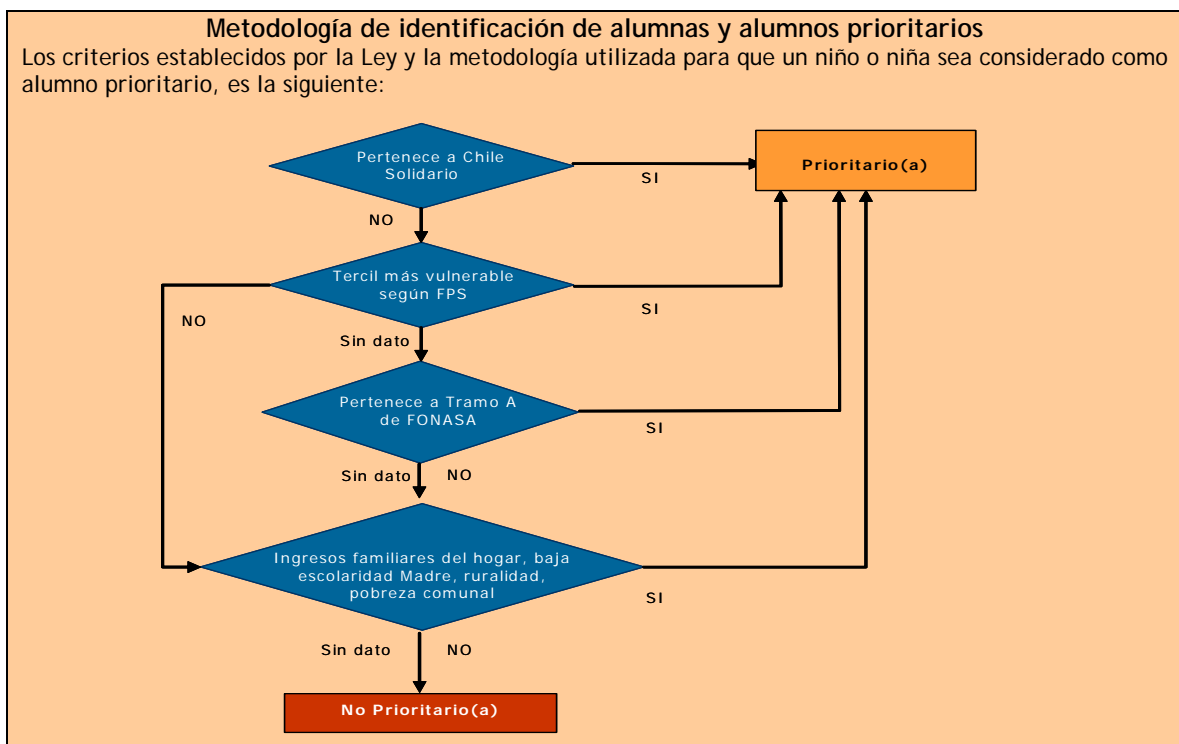 Metodología de identificación de alumnas y alumnos prioritarios
Los criterios establecidos por la Ley y la metodología utilizada para que un niño o niña sea considerado como
alumno prioritario, es la siguiente:
Pertenece a Chile
Solidario
SI
Prioritario(a)
NO
Tercil más vulnerable
según FPS
SI
NO
Sin dato
Pertenece a Tramo A
de FONASA
SI
Sin dato NO
Ingresos familiares del hogar, baja
escolaridad Madre, ruralidad,
pobreza comunal
SI
Sin dato NO
No Prioritario(a)